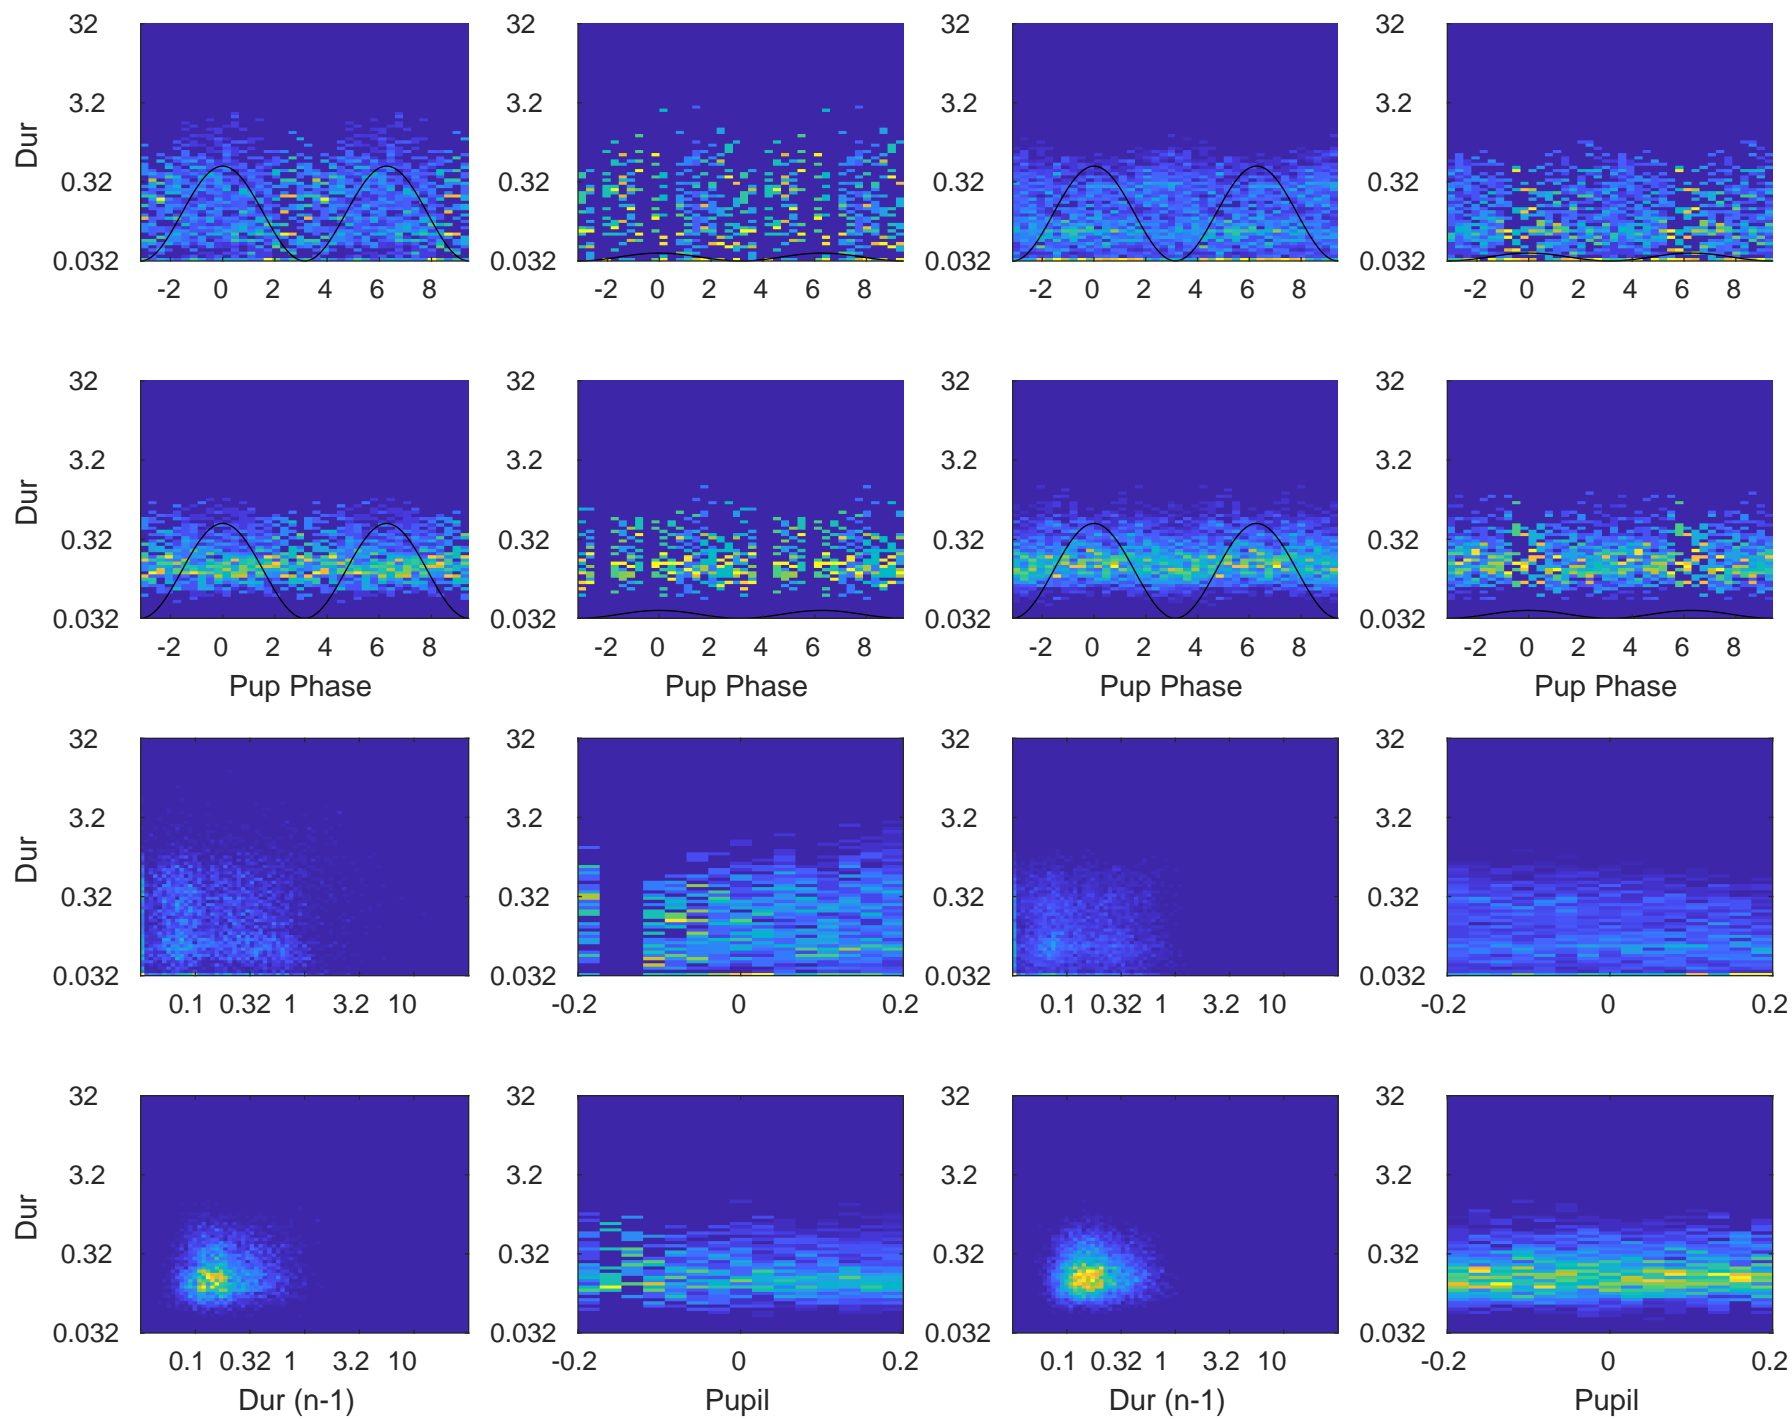 32 32 32 32
3.2 3.2 3.2 3.2
Dur
0.32 0.32 0.32 0.32
0.032 0.032 0.032 0.032
-2 0 2 4 6 8 -2 0 2 4 6 8 -2 0 2 4 6 8 -2 0 2 4 6 8
32 32 32 32
3.2 3.2 3.2 3.2
Dur
0.32 0.32 0.32 0.32
0.032 0.032 0.032 0.032
-2 0 2 4 6 8 -2 0 2 4 6 8 -2 0 2 4 6 8 -2 0 2 4 6 8
Pup Phase Pup Phase Pup Phase Pup Phase
32 32 32 32
3.2 3.2 3.2 3.2
Dur
0.32 0.32 0.32 0.32
0.032 0.032 0.032 0.032
0.1 0.32 1 3.2 10 -0.2 0 0.2 0.1 0.32 1 3.2 10 -0.2 0 0.2
32 32 32 32
3.2 3.2 3.2 3.2
Dur
0.32 0.32 0.32 0.32
0.032 0.032 0.032 0.032
0.1 0.32 1 3.2 10 -0.2 0 0.2 0.1 0.32 1 3.2 10 -0.2 0 0.2
Dur (n-1) Pupil Dur (n-1) Pupil